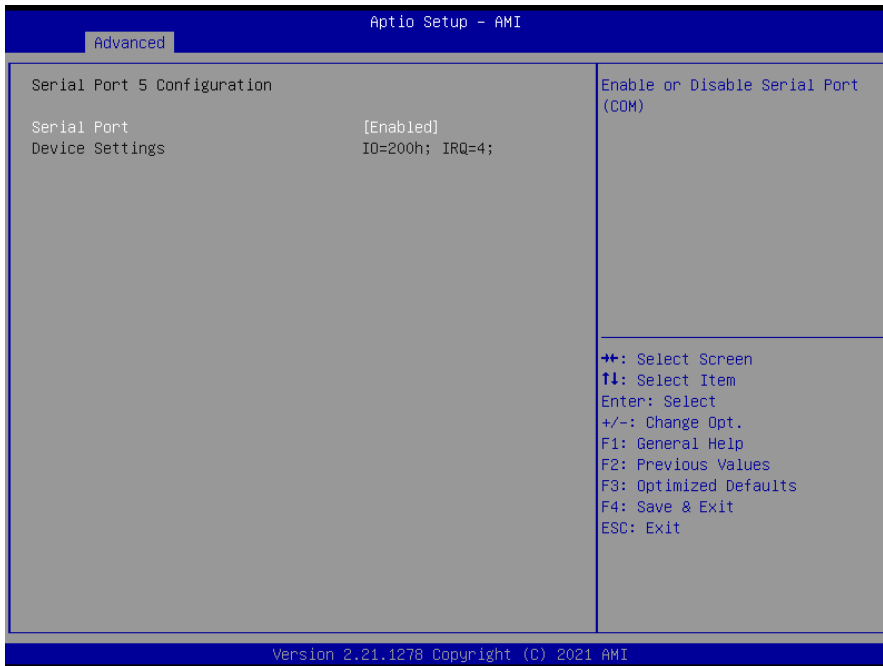 Aptio Setup - AMI
Advanced
Serial Port 5 Configuration
Serial Port [Enabled]
Device Settings IO=200h; IRQ=4;
Enable or Disable Serial Port
(COM)
→←: Select Screen
↑↓: Select Item
Enter: Select
+/-: Change Opt.
F1: General Help
F2: Previous Values
F3: Optimized Defaults
F4: Save & Exit
ESC: Exit
Version 2.21.1278 Copyright (C) 2021 AMI